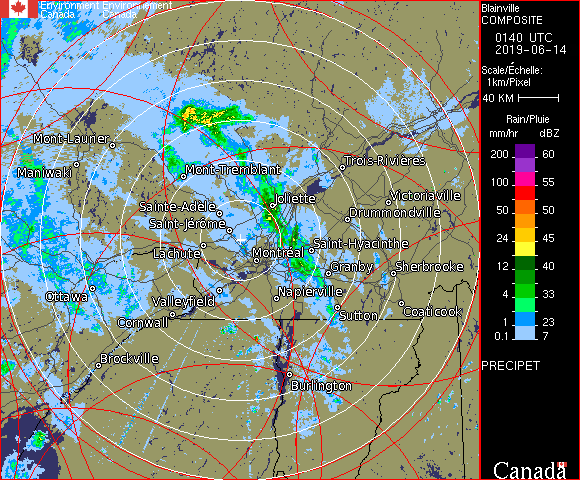 Environment Environnement
Canada Canada
Blainville
COMPOSITE
0140 UTC
2019-06-14
Scale/Échelle:
1km/Pixel
40 KM
Rain/Pluie
mm/hr dBZ
200 60
100 55
50 50
24 45
12 40
4 33
1 23
0.1 7
PRECIPET
Canada
Mont-Laurier
Maniwaki
Mont-Tremblant
Trois-Rivières
Sainte-Adèle
Joliette
Victoriaville
Drummondville
Saint-Jérôme
Lachute
Montréal
Saint-Hyacinthe
Granby
Sherbrooke
Ottawa
Valleyfield
Napierville
Cornwall
Sutton
Coaticook
Brockville
Burlington